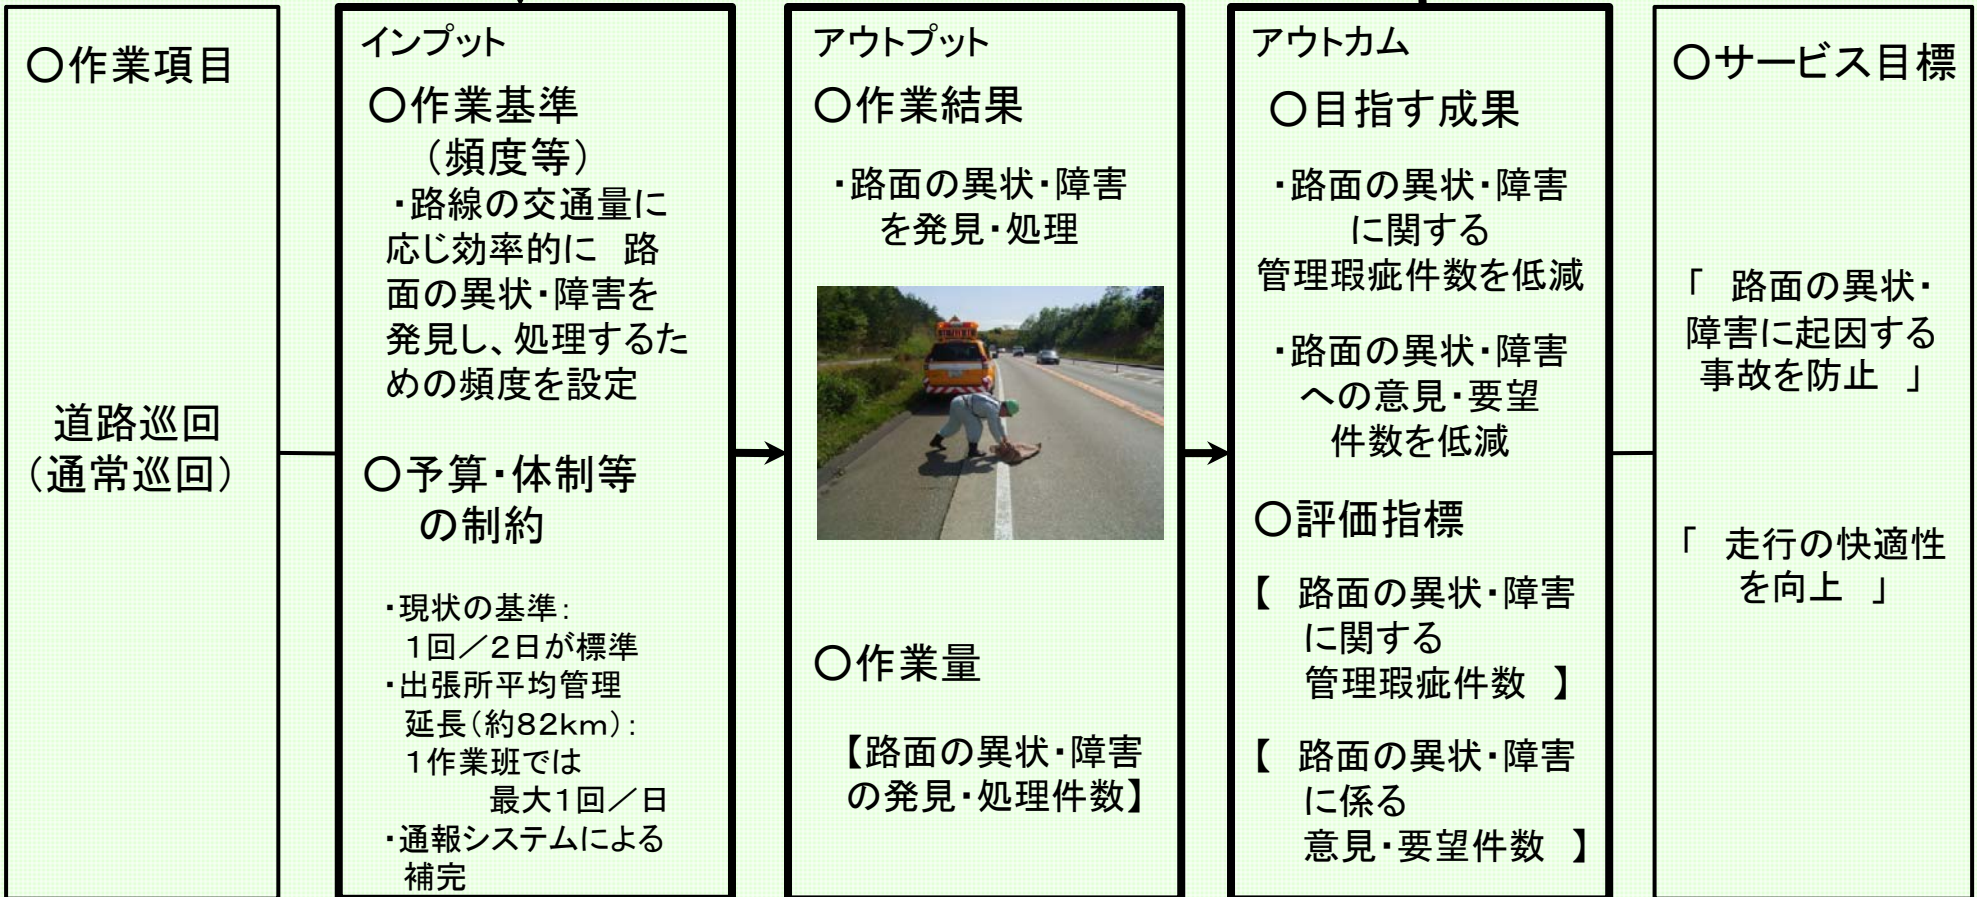 〇作業項目
道路巡回
（通常巡回）
インプット
〇作業基準
（頻度等）
・路線の交通量に
応じ効率的に　路
面の異状・障害を
発見し、処理するた
めの頻度を設定
〇予算・体制等
の制約
・現状の基準：
１回／２日が標準
・出張所平均管理
延長（約８２ｋｍ）：
１作業班では
最大１回／日
・通報システムによる
補完
アウトプット
〇作業結果
・路面の異状・障害
を発見・処理
〇作業量
【路面の異状・障害
の発見・処理件数】
アウトカム
〇目指す成果
・路面の異状・障害
に関する
管理瑕疵件数を低減
・路面の異状・障害
への意見・要望
件数を低減
〇評価指標
【　路面の異状・障害
に関する
管理瑕疵件数　】
【　路面の異状・障害
に係る
意見・要望件数　】
〇サービス目標
「　路面の異状・
障害に起因する
事故を防止　」
「　走行の快適性
を向上　」